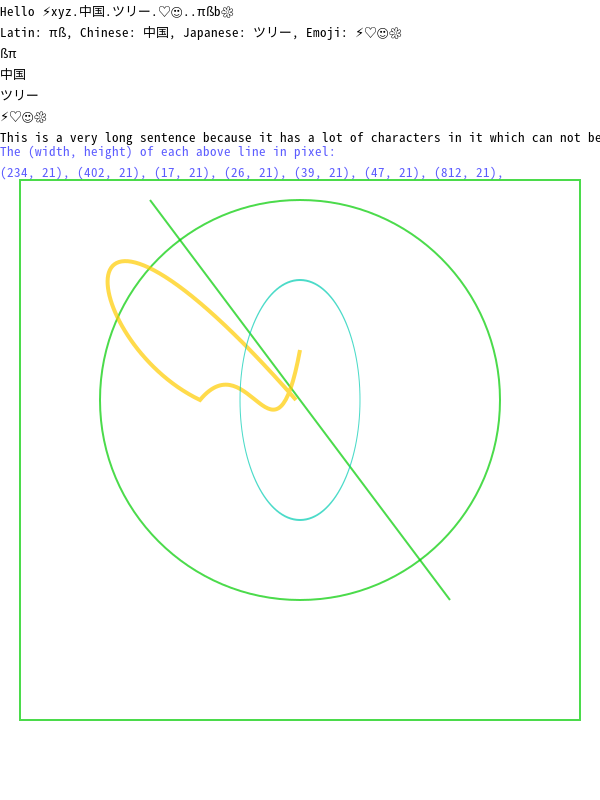 Hello ⚡xyz.中国.ツリー.♡☺..πßb❆
Latin: πß, Chinese: 中国, Japanese: ツリー, Emoji: ⚡♡☺❆
ßπ
中国
ツリー
⚡♡☺❆
This is a very long sentence because it has a lot of characters in it which can not be
The (width, height) of each above line in pixel:
(234, 21), (402, 21), (17, 21), (26, 21), (39, 21), (47, 21), (812, 21),